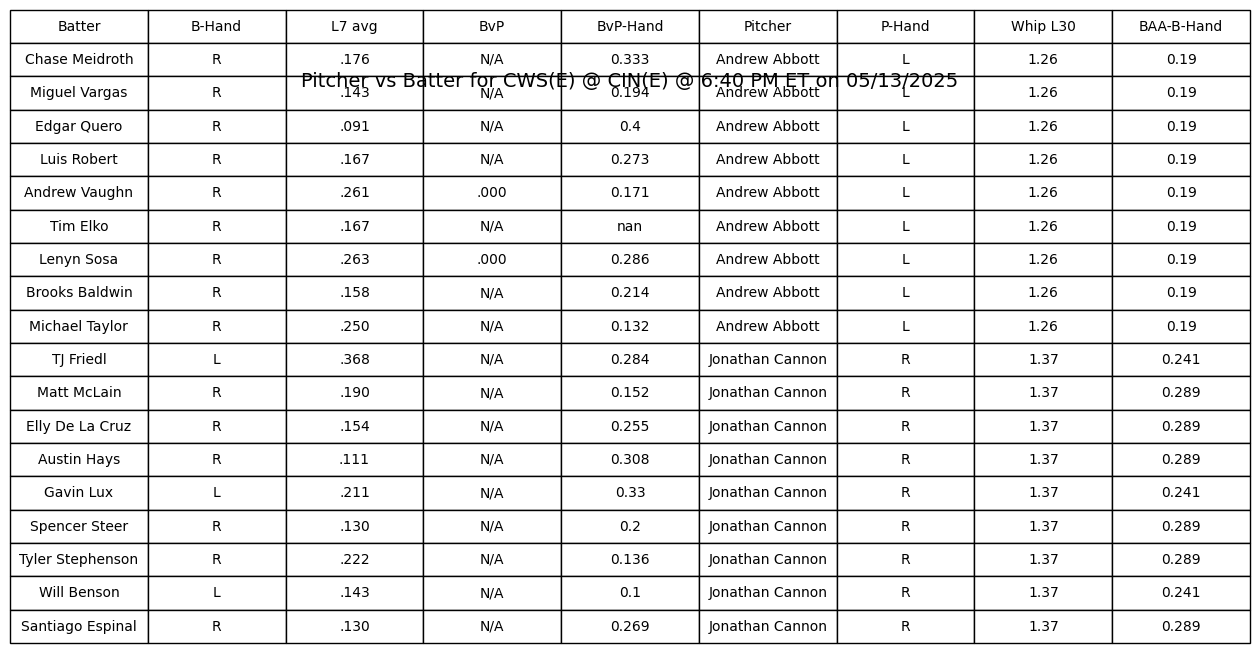 Batter B-Hand L7 avg BvP BvP-Hand Pitcher P-Hand Whip L30 BAA-B-Hand
Chase Meidroth R .176 N/A 0.333 Andrew Abbott L 1.26 0.19
Pitcher vs Batter for CWS(E) @ CIN(E) @ 6:40 PM ET on 05/13/2025
Miguel Vargas R .143 N/A 0.194 Andrew Abbott L 1.26 0.19
Edgar Quero R .091 N/A 0.4 Andrew Abbott L 1.26 0.19
Luis Robert R .167 N/A 0.273 Andrew Abbott L 1.26 0.19
Andrew Vaughn R .261 .000 0.171 Andrew Abbott L 1.26 0.19
Tim Elko R .167 N/A nan Andrew Abbott L 1.26 0.19
Lenyn Sosa R .263 .000 0.286 Andrew Abbott L 1.26 0.19
Brooks Baldwin R .158 N/A 0.214 Andrew Abbott L 1.26 0.19
Michael Taylor R .250 N/A 0.132 Andrew Abbott L 1.26 0.19
TJ Friedl L .368 N/A 0.284 Jonathan Cannon R 1.37 0.241
Matt McLain R .190 N/A 0.152 Jonathan Cannon R 1.37 0.289
Elly De La Cruz R .154 N/A 0.255 Jonathan Cannon R 1.37 0.289
Austin Hays R .111 N/A 0.308 Jonathan Cannon R 1.37 0.289
Gavin Lux L .211 N/A 0.33 Jonathan Cannon R 1.37 0.241
Spencer Steer R .130 N/A 0.2 Jonathan Cannon R 1.37 0.289
Tyler Stephenson R .222 N/A 0.136 Jonathan Cannon R 1.37 0.289
Will Benson L .143 N/A 0.1 Jonathan Cannon R 1.37 0.241
Santiago Espinal R .130 N/A 0.269 Jonathan Cannon R 1.37 0.289